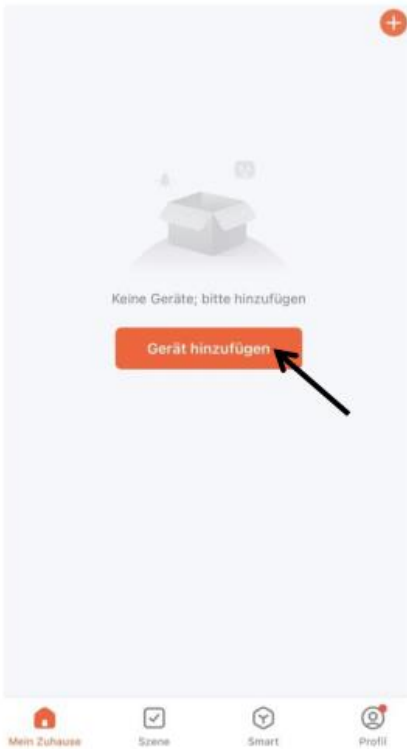 Keine Geräte; bitte hinzufügen
Gerät hinzufügen
Mein Zuhause
Szene
Smart
Profil